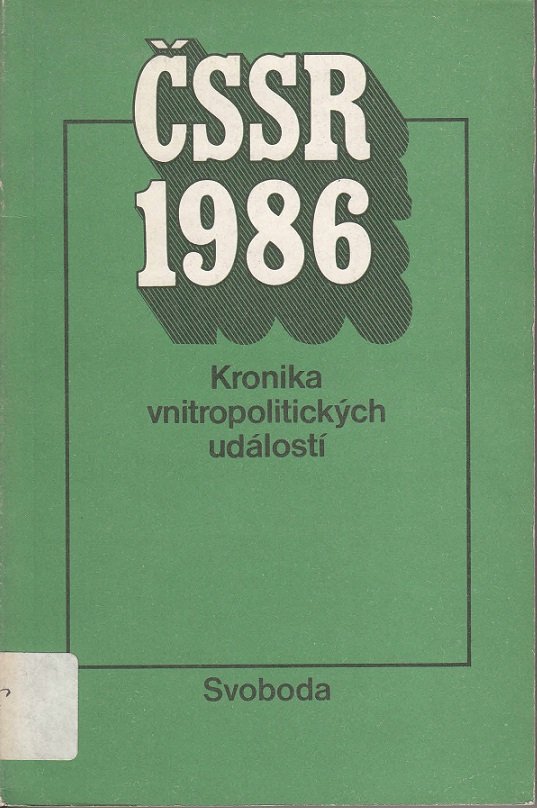 ČSSR
1986
Kronika
vnitropolitických
událostí
Svoboda